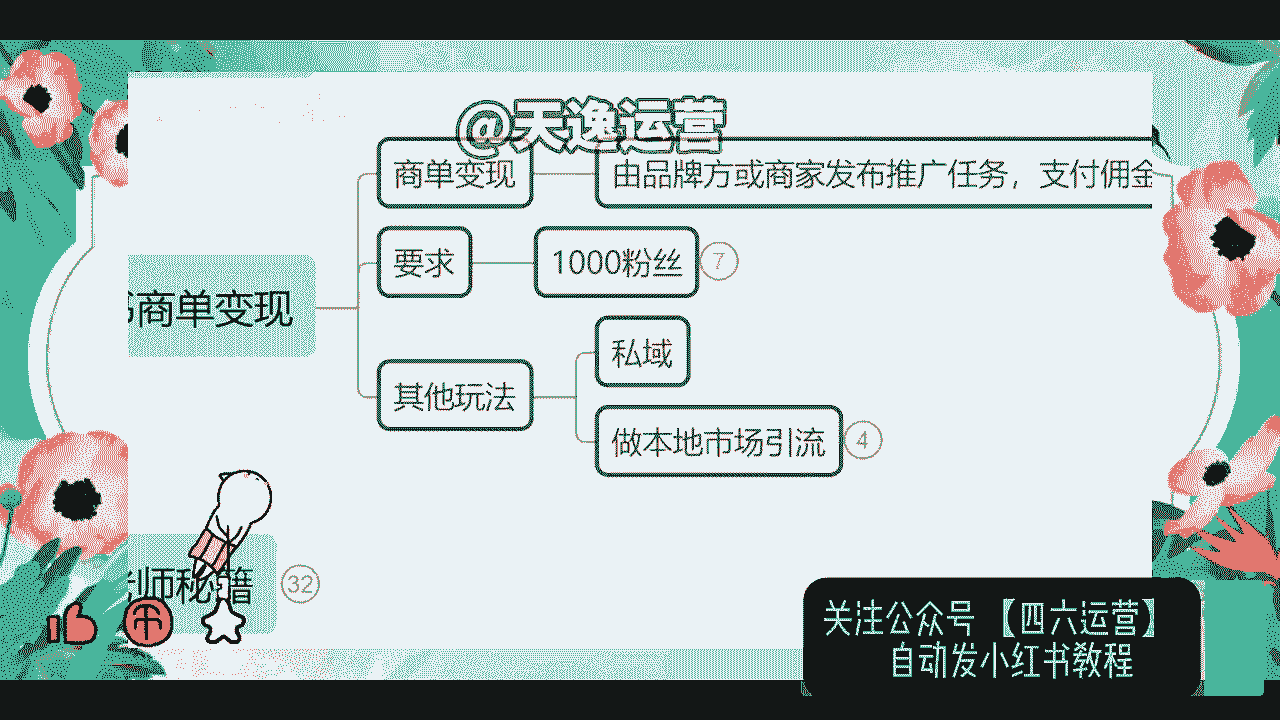 @天逸运营
商单变现
由品牌方或商家发布推广任务，支付佣金
要求
1000粉丝
7
商单变现
私域
其他玩法
做本地市场引流
4
师秘籍
32
关注公众号【四六运营】
自动发小红书教程